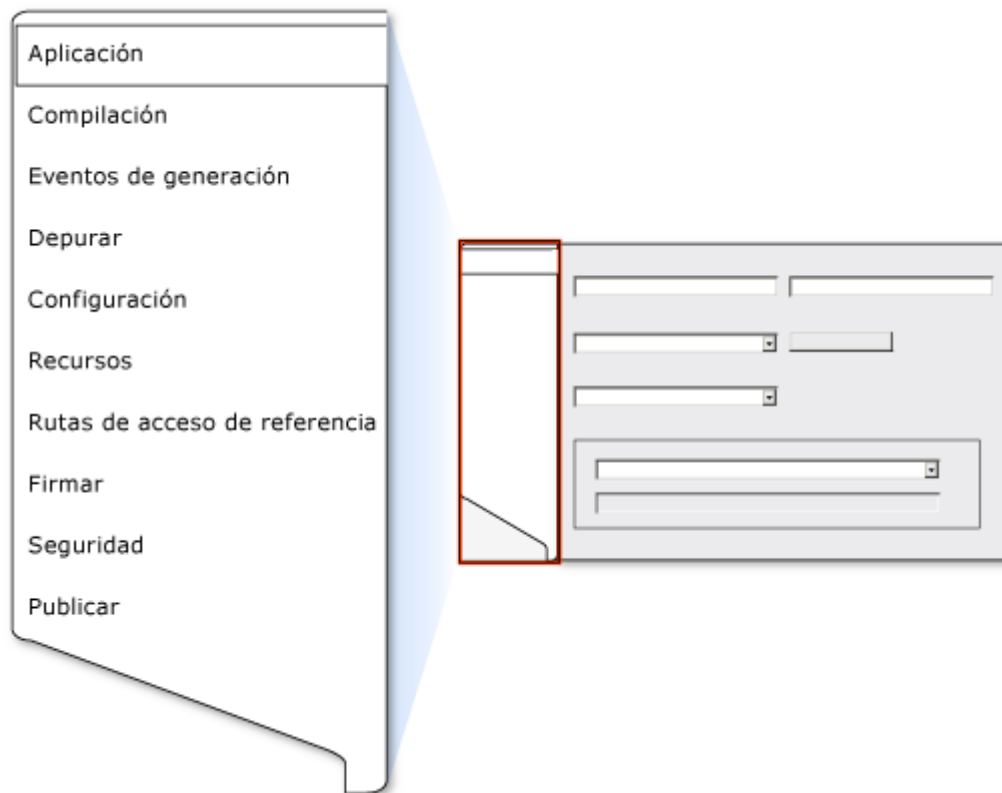 Aplicación
Compilación
Eventos de generación
Depurar
Configuración
Recursos
Rutas de acceso de referencia
Firmar
Seguridad
Publicar